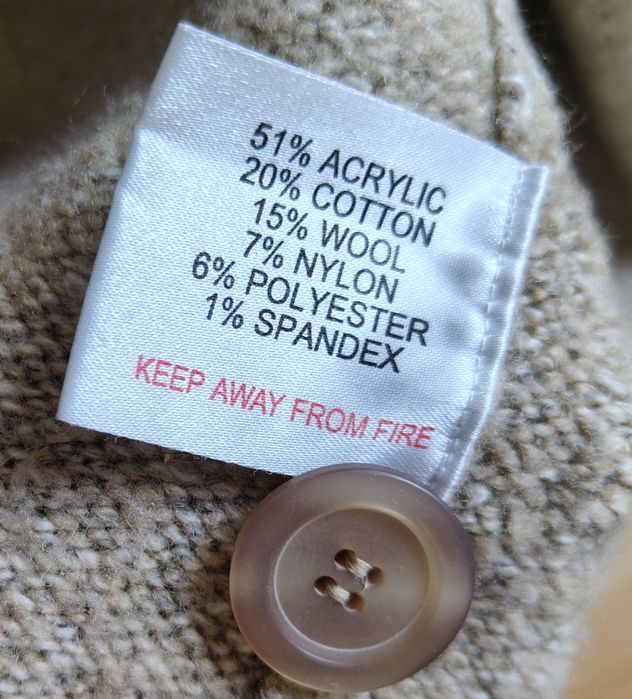 51% ACRYLIC
20% COTTON
15% WOOL
7% NYLON
6% POLYESTER
1% SPANDEX
KEEP AWAY FROM FIRE